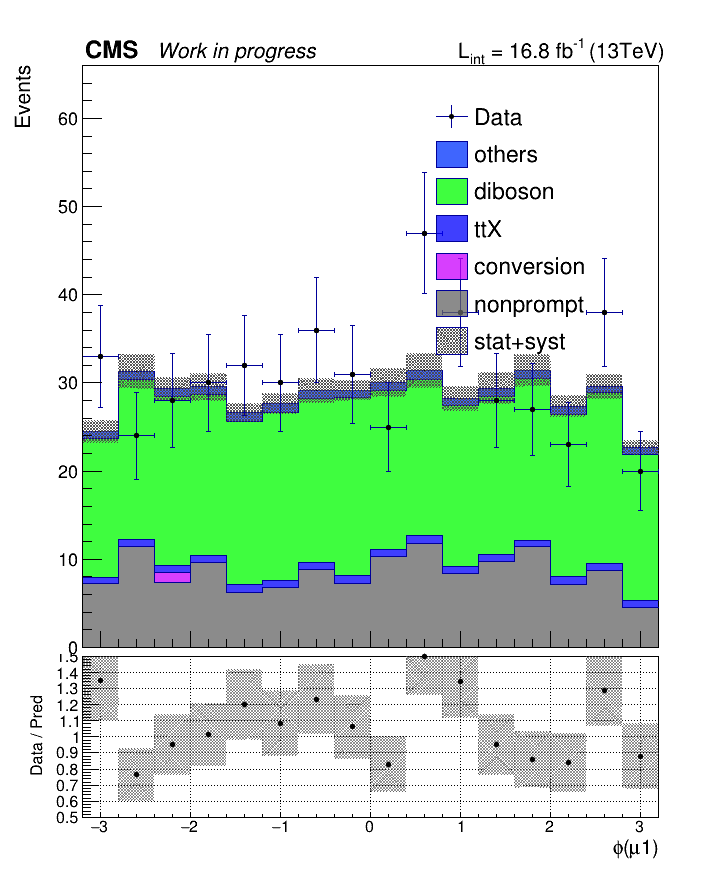 CMS Work in progress L_int = 16.8 fb^-1 (13TeV)
Events
60
50
40
30
20
10
0
Data
others
diboson
ttX
conversion
nonprompt
stat+syst
Data / Pred
1.5
1.4
1.3
1.2
1.1
1
0.9
0.8
0.7
0.6
0.5
−3 −2 −1 0 1 2 3
ϕ(μ1)